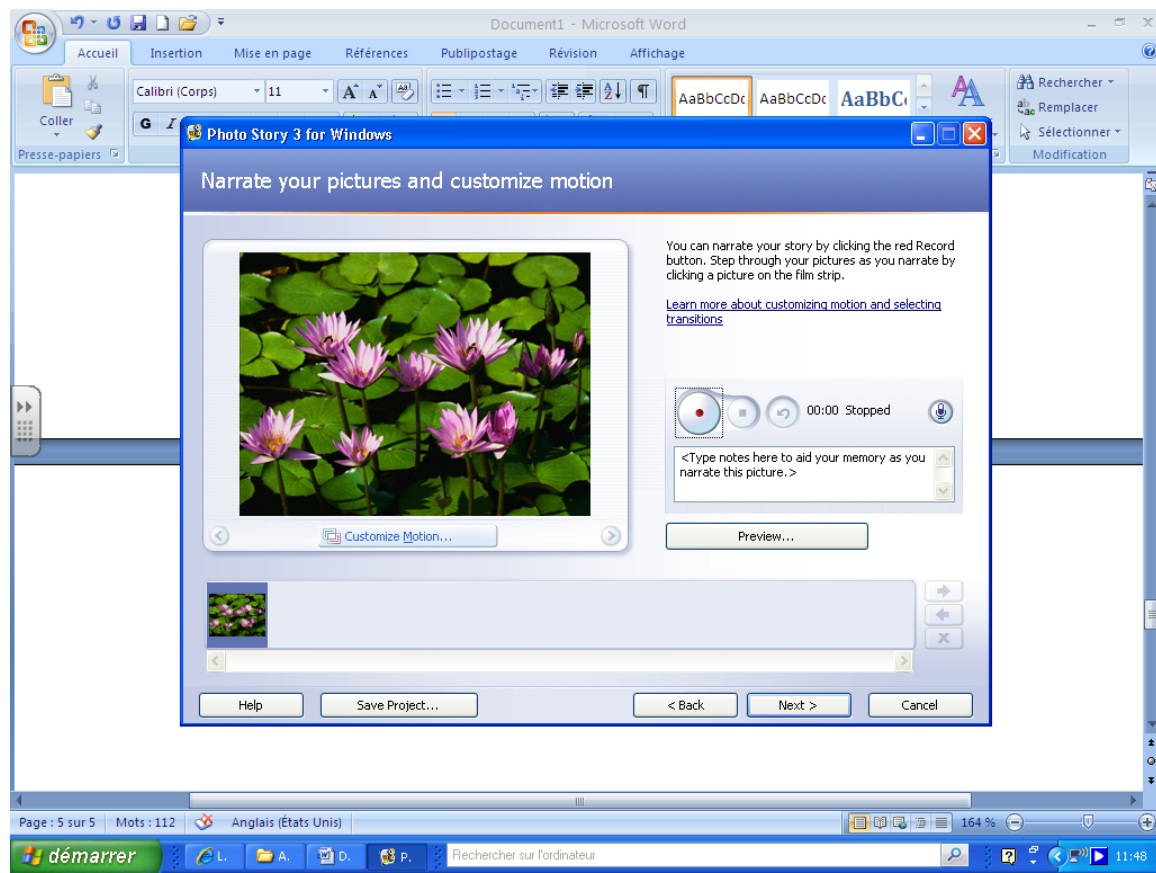 Document1 - Microsoft Word
Accueil Insertion Mise en page Références Publipostage Révision Affichage
Coller
Presse-papiers
Calibri (Corps) 11
G I
AaBbCcDc AaBbCcDc AaBbC
Rechercher
Remplacer
Sélectionner
Modification
Photo Story 3 for Windows
Narrate your pictures and customize motion
You can narrate your story by clicking the red Record
button. Step through your pictures as you narrate by
clicking a picture on the film strip.
Learn more about customizing motion and selecting
transitions
00:00 Stopped
<Type notes here to aid your memory as you
narrate this picture.>
Customize Motion...
Preview...
Help Save Project... < Back Next > Cancel
Page : 5 sur 5 Mots : 112 Anglais (États Unis) 164 %
démarrer L. A. D. P. Rechercher sur l'ordinateur 11:48